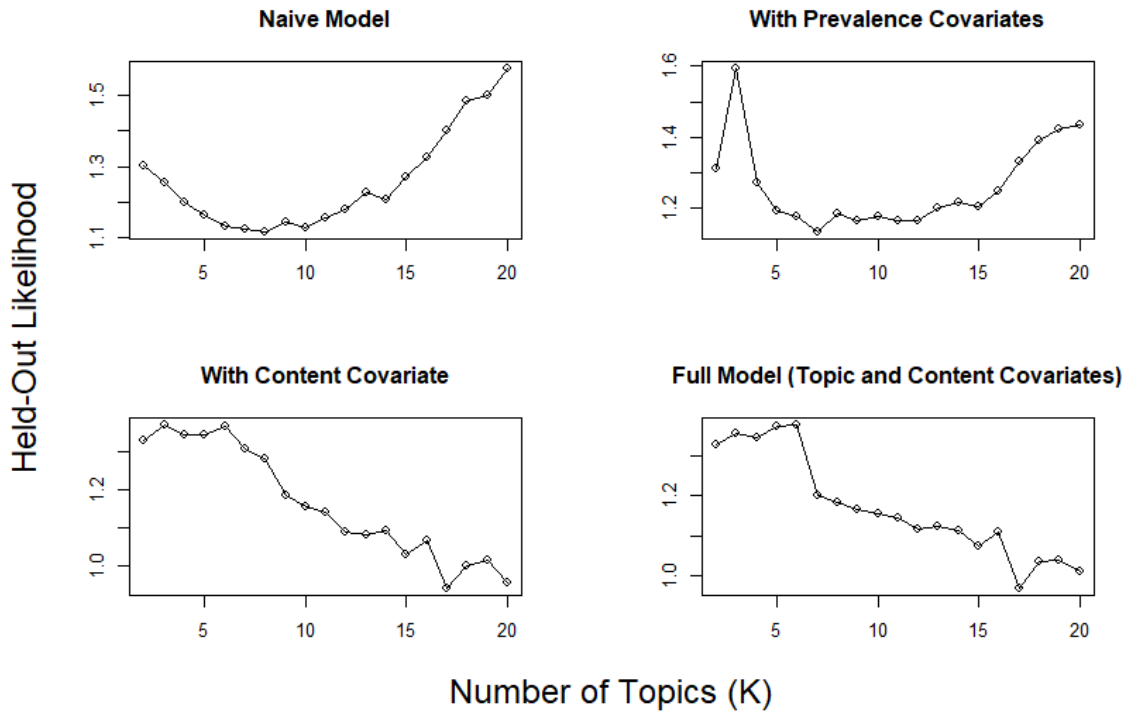 Naive Model
1.1 1.3 1.5
5 10 15 20
With Prevalence Covariates
1.2 1.4 1.6
5 10 15 20
With Content Covariate
1.0 1.2
5 10 15 20
Full Model (Topic and Content Covariates)
1.0 1.2
5 10 15 20
Held-Out Likelihood
Number of Topics (K)